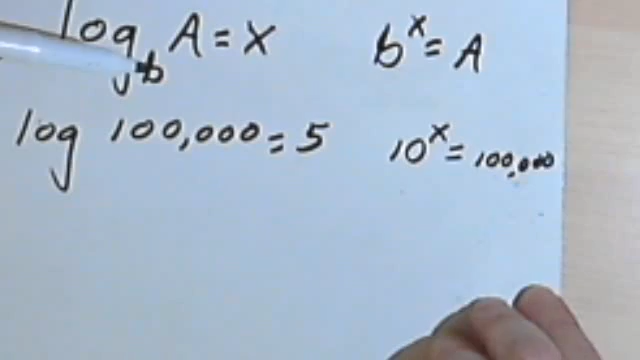 log_b A = x b^x = A
log 100,000 = 5 10^x = 100,000